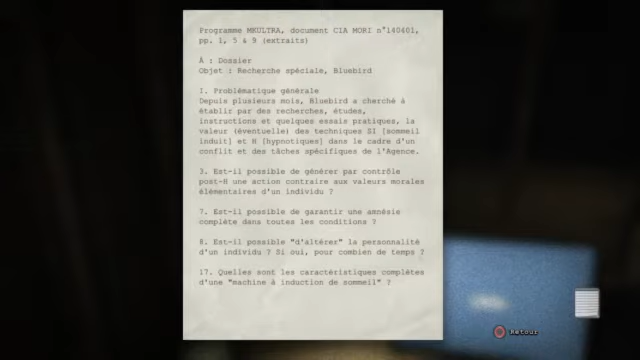 Programme MKULTRA, document CIA MORI n°140401,
pp. 1, 5 & 9 (extraits)
À : Dossier
Objet : Recherche spéciale, Bluebird
1. Problématique générale
Depuis plusieurs mois, Bluebird a cherché à
établir par des recherches, études,
instructions et quelques essais pratiques, la
valeur (éventuelle) des techniques SI [sommeil
induit] et H [hypnotiques] dans le cadre d'un
conflit et des tâches spécifiques de l'Agence.
3. Est-il possible de générer par contrôle
post-H une action contraire aux valeurs morales
élémentaires d'un individu ?
7. Est-il possible de garantir une amnésie
complète dans toutes les conditions ?
8. Est-il possible "d'altérer" la personnalité
d'un individu ? Si oui, pour combien de temps ?
17. Quelles sont les caractéristiques complètes
d'une "machine à induction de sommeil" ?
Retour